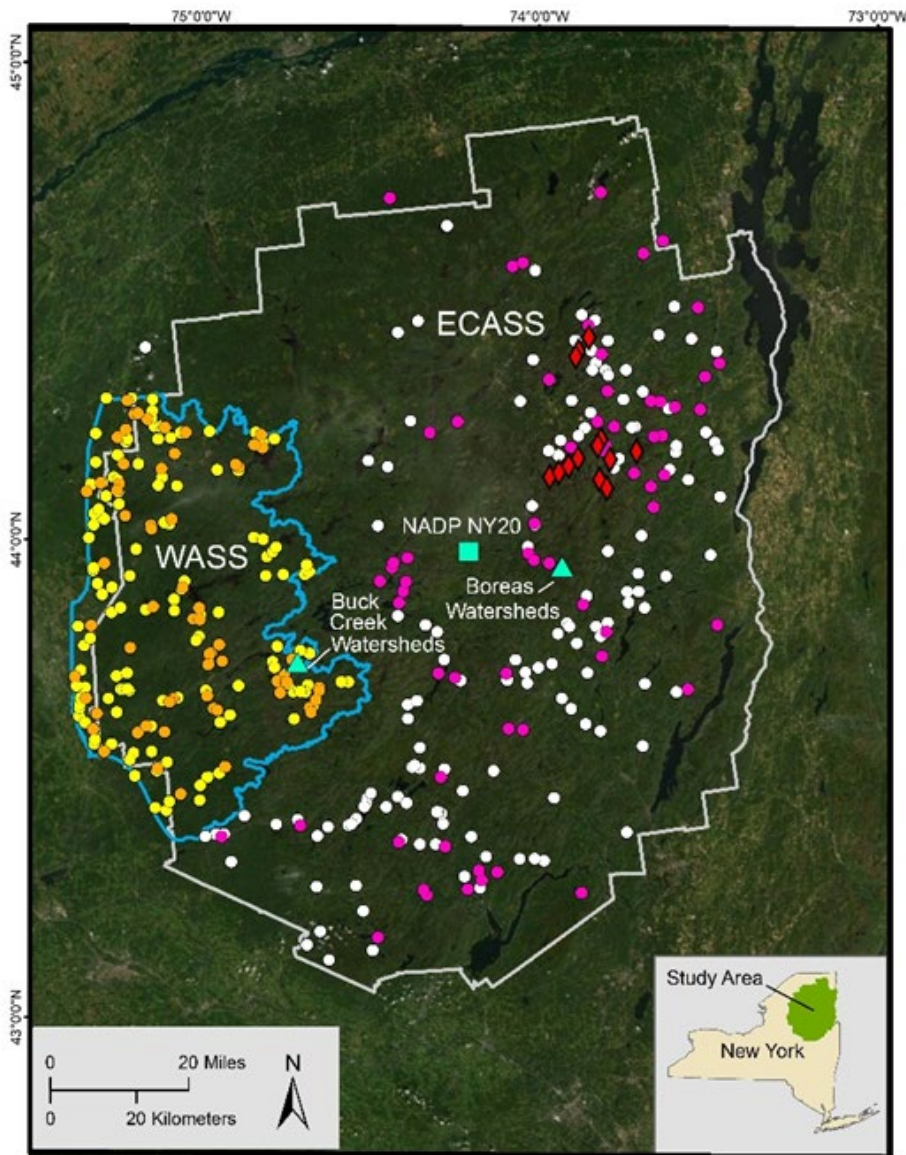 75°0'0"W
74°0'0"W
73°0'0"W
45°0'0"N
ECASS
44°0'0"N
NADP NY20
WASS
Boreas
Watersheds
Buck
Creek
Watersheds
43°0'0"N
0 20 Miles
0 20 Kilometers
N
Study Area
New York